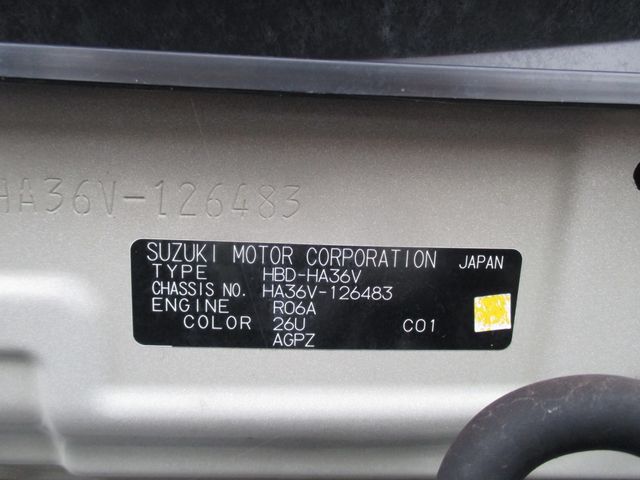 HA36V-126483
SUZUKI MOTOR CORPORATION JAPAN
TYPE HBD-HA36V
CHASSIS NO. HA36V-126483
ENGINE R06A
COLOR 26U C01
AGPZ